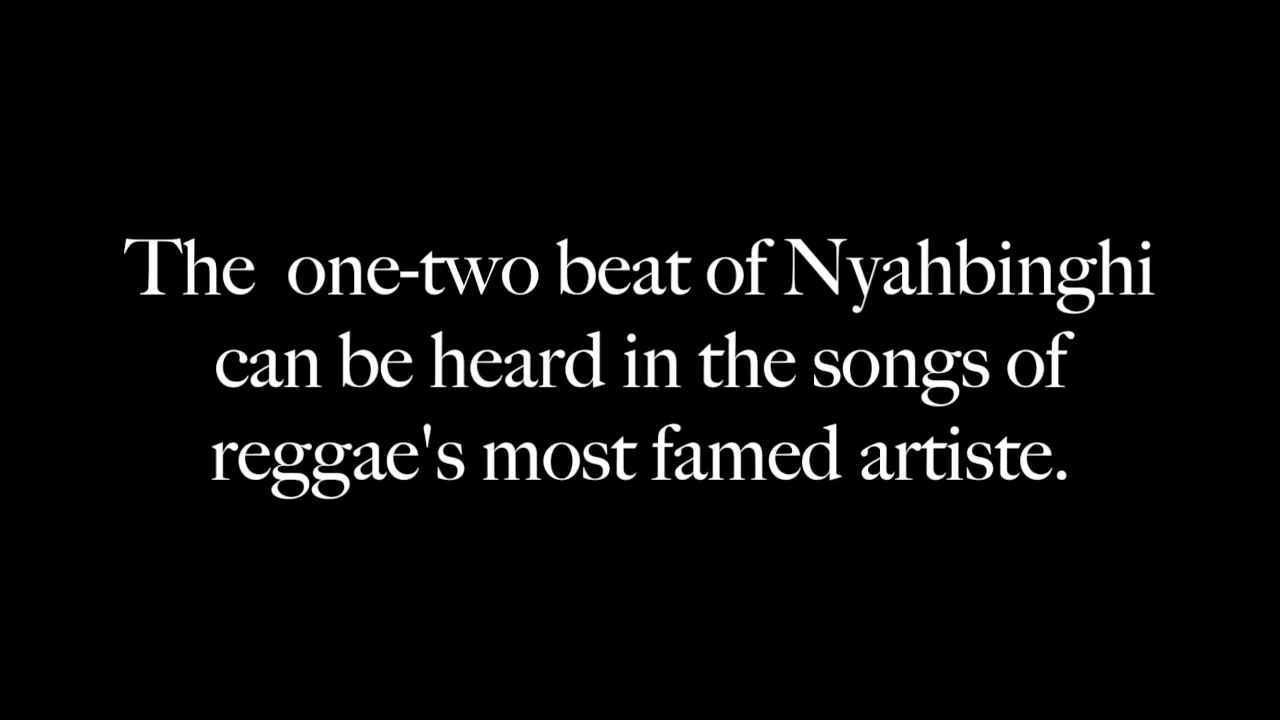 The  one-two beat of Nyahbinghi
can be heard in the songs of
reggae's most famed artiste.